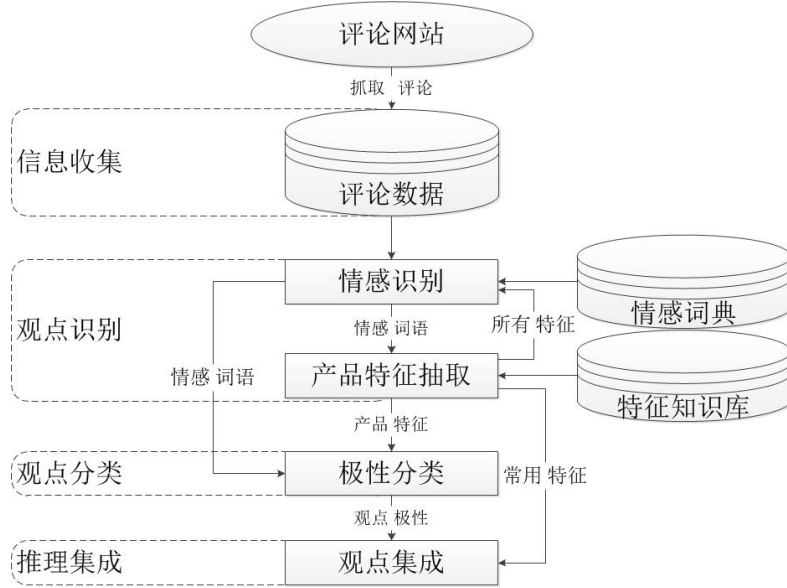 评论网站
抓取 评论
信息收集
评论数据
情感识别
情感词典
观点识别
情感 词语
所有 特征
情感 词语
产品特征抽取
特征知识库
产品 特征
观点分类
极性分类
常用 特征
观点 极性
推理集成
观点集成